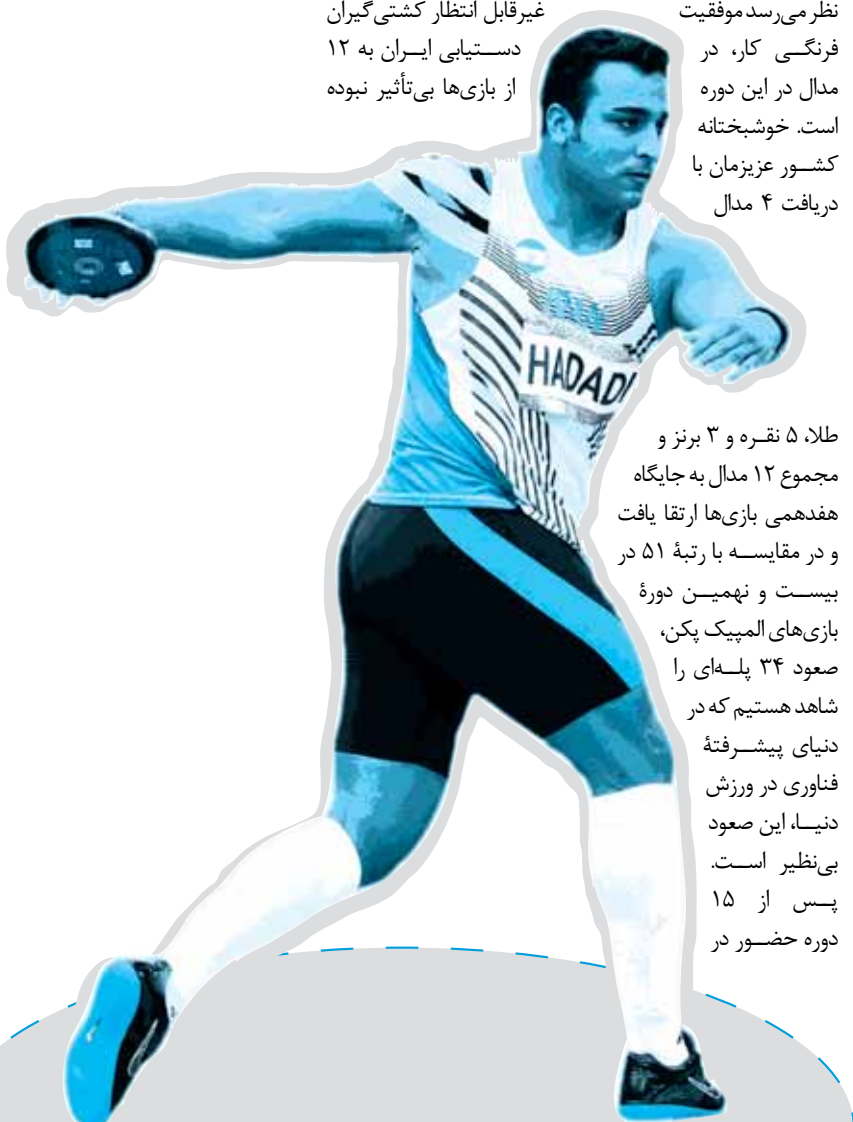 نظر می‌رسد موفقیت غیرقابل انتظار کشتی‌گیران
فرنگی کار، در دستیابی ایران به ۱۲
مدال در این دوره از بازی‌ها بی‌تأثیر نبوده
است. خوشبختانه
کشور عزیزمان با
دریافت ۴ مدال
HADADI
طلا، ۵ نقره و ۳ برنز و
مجموع ۱۲ مدال به جایگاه
هفدهمی بازی‌ها ارتقا یافت
و در مقایسه با رتبهٔ ۵۱ در
بیست و نهمین دورهٔ
بازی‌های المپیک پکن،
صعود ۳۴ پله‌ای را
شاهد هستیم که در
دنیای پیشرفتهٔ
فناوری در ورزش
دنیا، این صعود
بی‌نظیر است.
پس از ۱۵
دوره حضور در